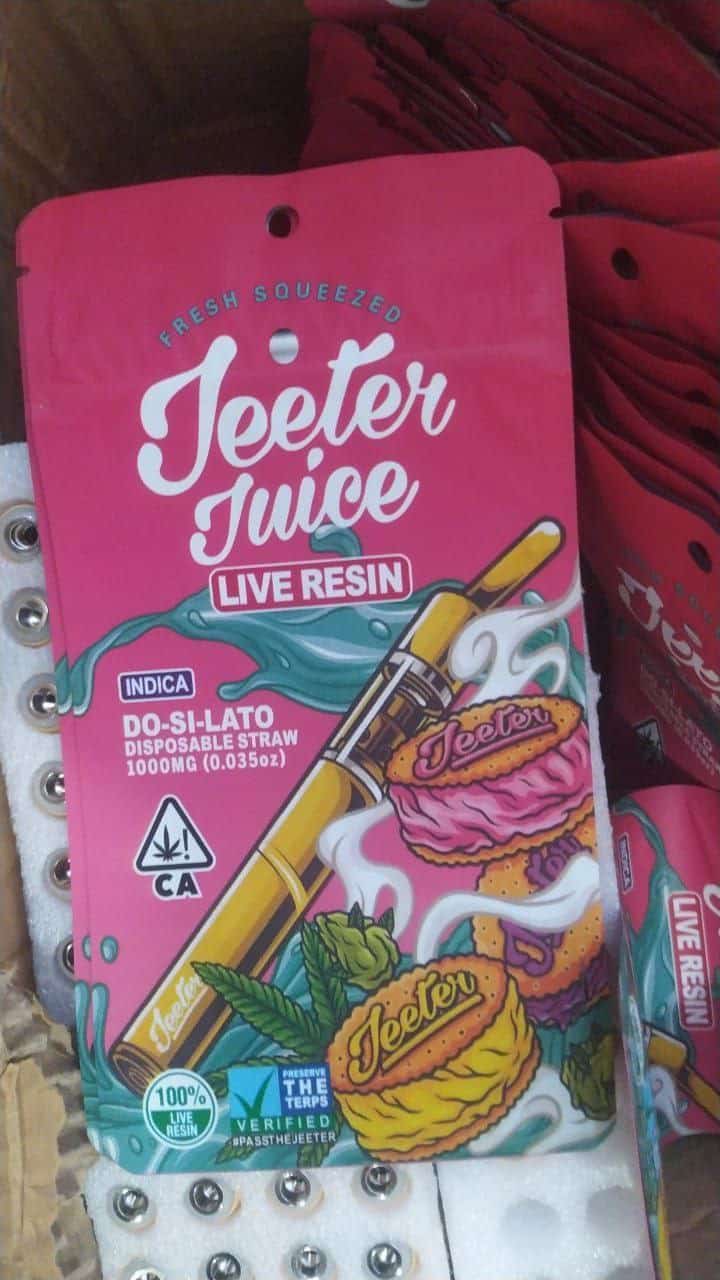 FRESH SQUEEZED
Jeeter
Juice
LIVE RESIN
INDICA
DO-SI-LATO
DISPOSABLE STRAW
1000MG (0.035oz)
CA
Jeeter
Jeeter
Jeeter
100%
LIVE
RESIN
PRESERVE
THE
TERPS
VERIFIED
#PASSTHEJEETER
INDICA
LIVE RESIN